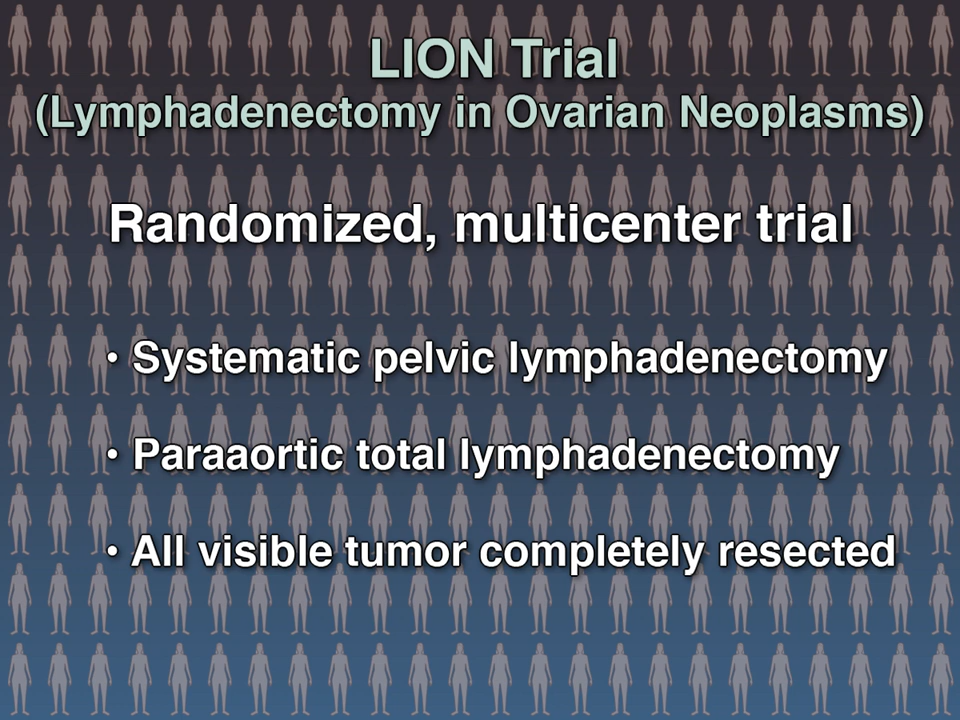 LION Trial
(Lymphadenectomy in Ovarian Neoplasms)
Randomized, multicenter trial
• Systematic pelvic lymphadenectomy
• Paraaortic total lymphadenectomy
• All visible tumor completely resected